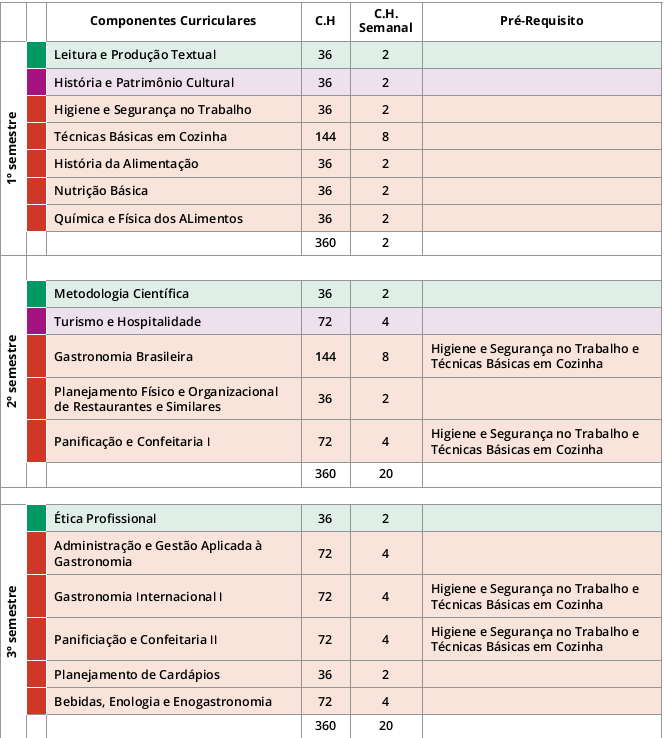 Componentes Curriculares C.H C.H. Semanal Pré-Requisito
1º semestre
Leitura e Produção Textual 36 2
História e Patrimônio Cultural 36 2
Higiene e Segurança no Trabalho 36 2
Técnicas Básicas em Cozinha 144 8
História da Alimentação 36 2
Nutrição Básica 36 2
Química e Física dos ALimentos 36 2
360 2
2º semestre
Metodologia Científica 36 2
Turismo e Hospitalidade 72 4
Gastronomia Brasileira 144 8 Higiene e Segurança no Trabalho e
Técnicas Básicas em Cozinha
Planejamento Físico e Organizacional
de Restaurantes e Similares 36 2
Panificação e Confeitaria I 72 4 Higiene e Segurança no Trabalho e
Técnicas Básicas em Cozinha
360 20
3º semestre
Ética Profissional 36 2
Administração e Gestão Aplicada à
Gastronomia 72 4
Gastronomia Internacional I 72 4 Higiene e Segurança no Trabalho e
Técnicas Básicas em Cozinha
Panificiação e Confeitaria II 72 4 Higiene e Segurança no Trabalho e
Técnicas Básicas em Cozinha
Planejamento de Cardápios 36 2
Bebidas, Enologia e Enogastronomia 72 4
360 20